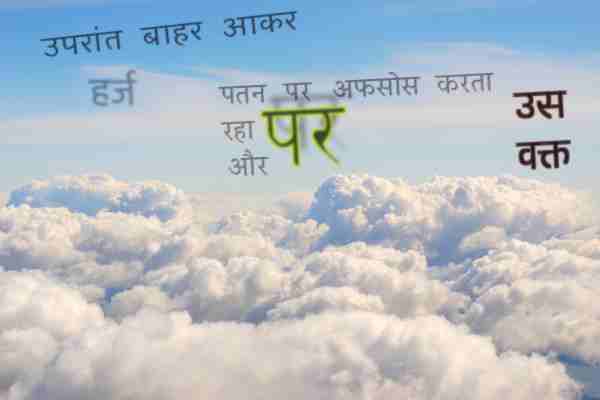 उपरांत बाहर आकर
हर्ज
पतन पर अफसोस करता
रहा
और
पर
उस
वक्त